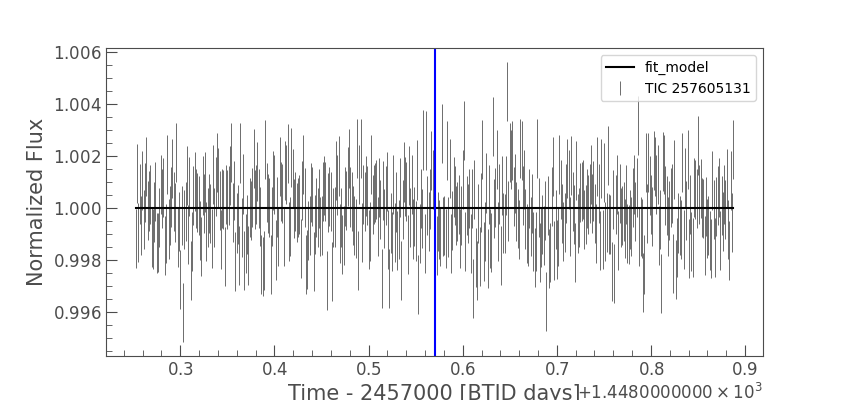 1.006
1.004
1.002
1.000
0.998
0.996
Normalized Flux
fit_model
TIC 257605131
0.3 0.4 0.5 0.6 0.7 0.8 0.9
Time - 2457000 [BTJD days]
+1.4480000000 × 10³